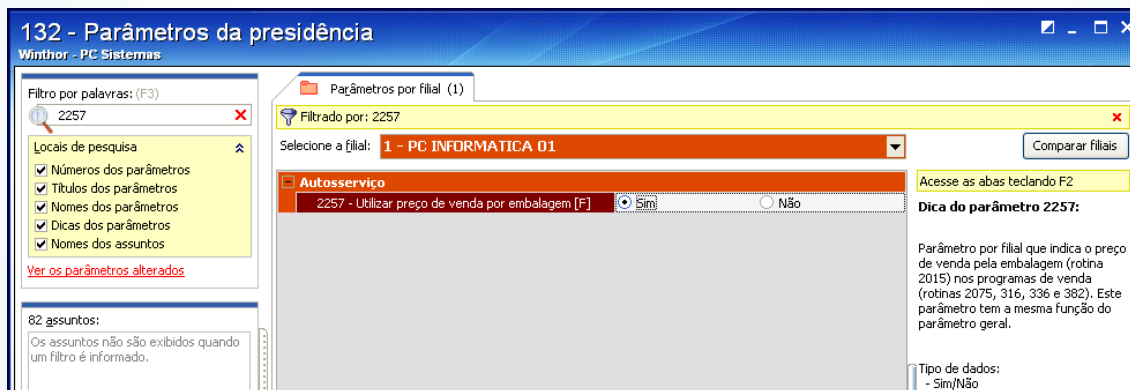 132 - Parâmetros da presidência
Winthor - PC Sistemas
Filtro por palavras: (F3)
2257
Locais de pesquisa
Números dos parâmetros
Títulos dos parâmetros
Nomes dos parâmetros
Dicas dos parâmetros
Nomes dos assuntos
Ver os parâmetros alterados
82 assuntos:
Os assuntos não são exibidos quando
um filtro é informado.
Parâmetros por filial (1)
Filtrado por: 2257
Selecione a filial: 1 - PC INFORMATICA 01
Comparar filiais
Autosserviço
2257 - Utilizar preço de venda por embalagem [F] Sim Não
Acesse as abas teclando F2
Dica do parâmetro 2257:
Parâmetro por filial que indica o preço
de venda pela embalagem (rotina
2015) nos programas de venda
(rotinas 2075, 316, 336 e 382). Este
parâmetro tem a mesma função do
parâmetro geral.
Tipo de dados:
- Sim/Não